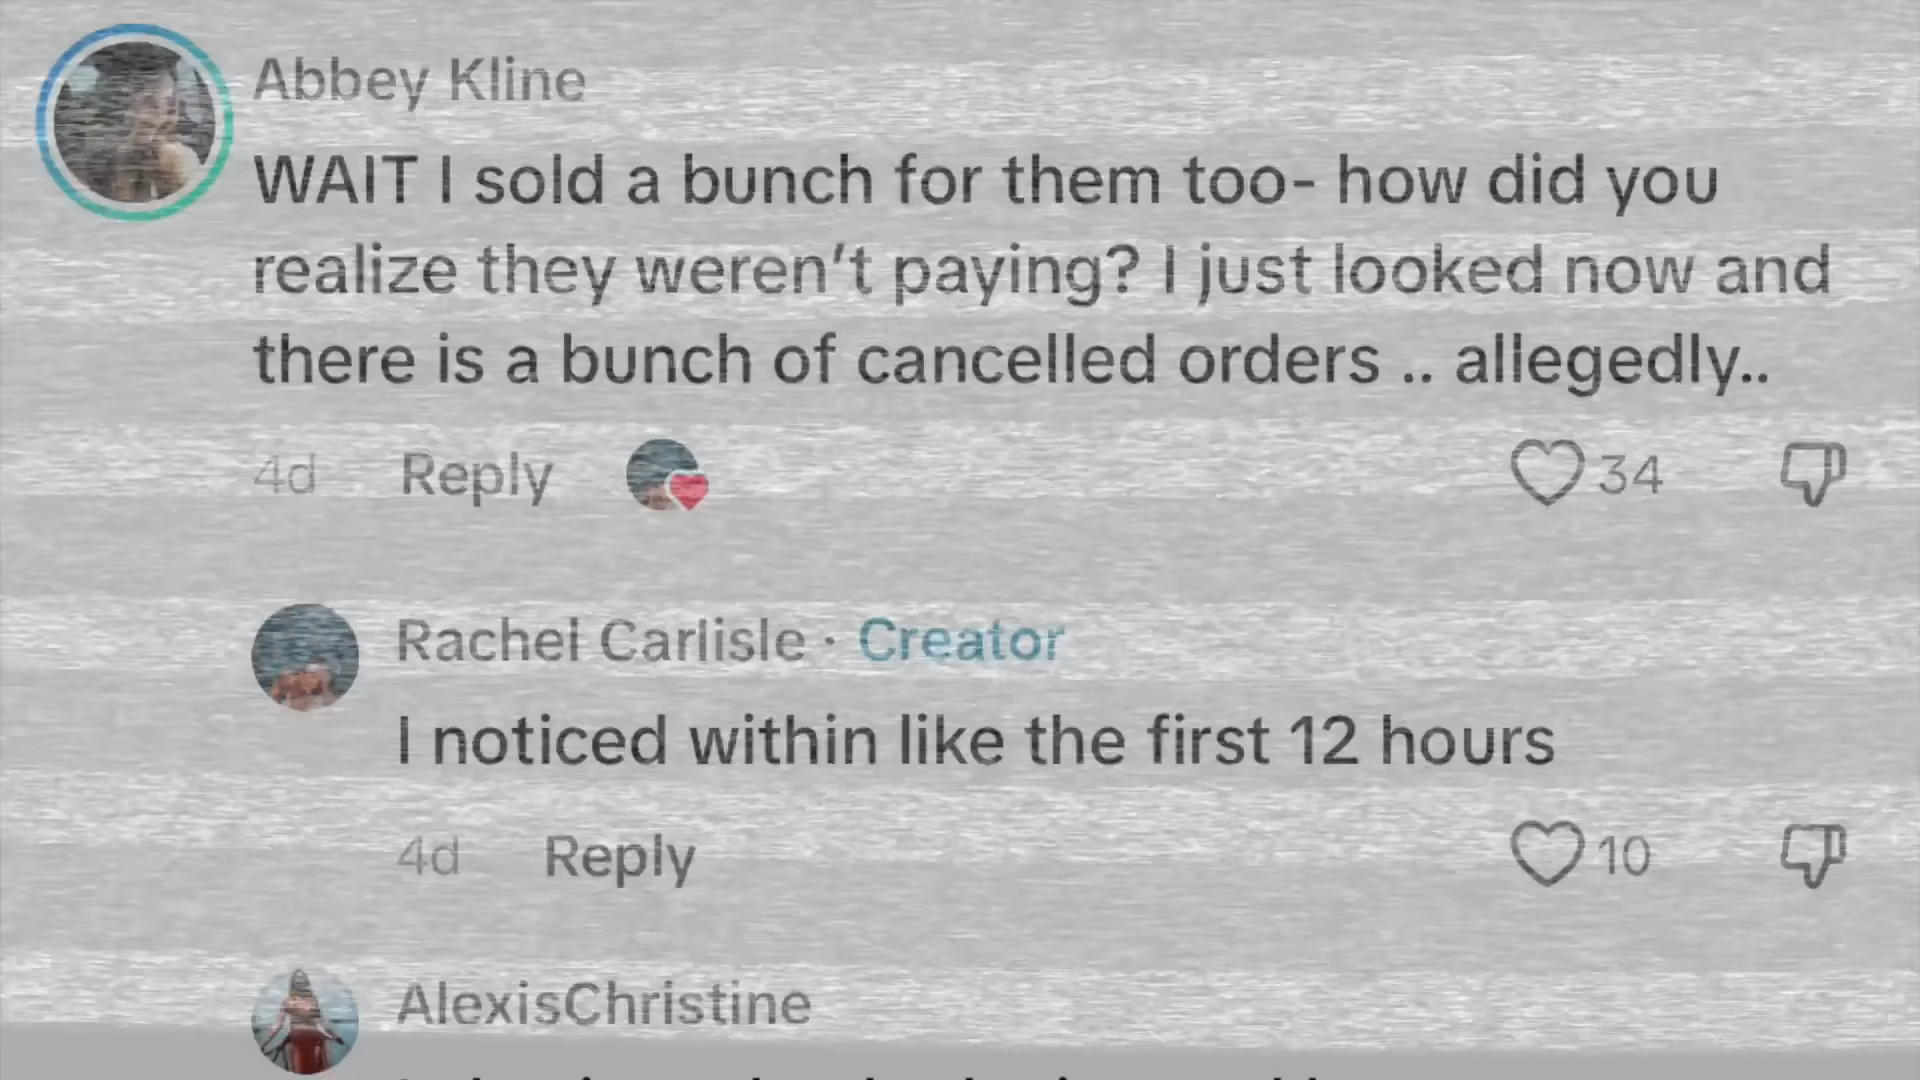 Abbey Kline
WAIT I sold a bunch for them too- how did you
realize they weren't paying? I just looked now and
there is a bunch of cancelled orders .. allegedly..
4d Reply 34
Rachel Carlisle · Creator
I noticed within like the first 12 hours
4d Reply 10
AlexisChristine